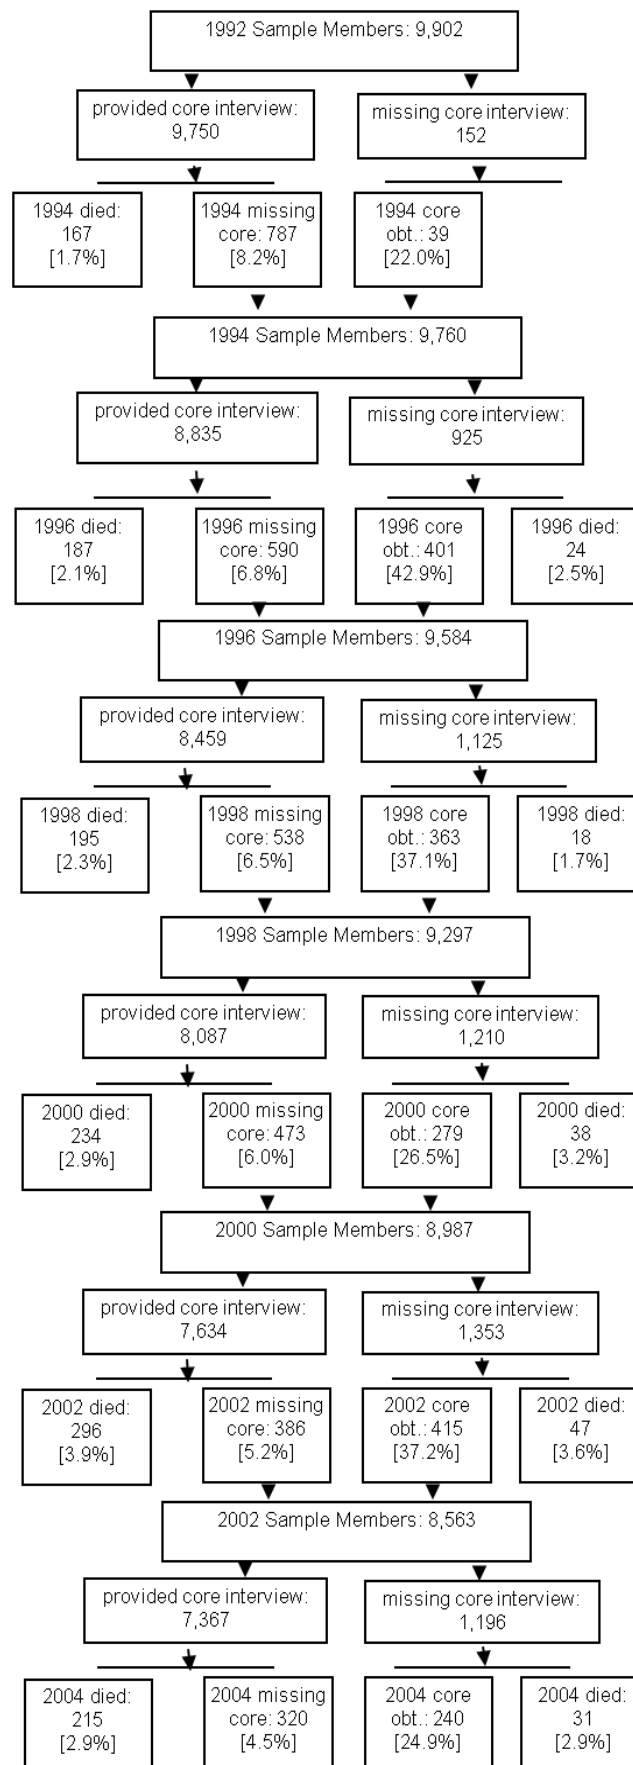 1992 Sample Members: 9,902
provided core interview:
9,750
missing core interview:
152
1994 died:
167
[1.7%]
1994 missing
core: 787
[8.2%]
1994 core
obt.: 39
[22.0%]
1994 Sample Members: 9,760
provided core interview:
8,835
missing core interview:
925
1996 died:
187
[2.1%]
1996 missing
core: 590
[6.8%]
1996 core
obt.: 401
[42.9%]
1996 died:
24
[2.5%]
1996 Sample Members: 9,584
provided core interview:
8,459
missing core interview:
1,125
1998 died:
195
[2.3%]
1998 missing
core: 538
[6.5%]
1998 core
obt.: 363
[37.1%]
1998 died:
18
[1.7%]
1998 Sample Members: 9,297
provided core interview:
8,087
missing core interview:
1,210
2000 died:
234
[2.9%]
2000 missing
core: 473
[6.0%]
2000 core
obt.: 279
[26.5%]
2000 died:
38
[3.2%]
2000 Sample Members: 8,987
provided core interview:
7,634
missing core interview:
1,353
2002 died:
296
[3.9%]
2002 missing
core: 386
[5.2%]
2002 core
obt.: 415
[37.2%]
2002 died:
47
[3.6%]
2002 Sample Members: 8,563
provided core interview:
7,367
missing core interview:
1,196
2004 died:
215
[2.9%]
2004 missing
core: 320
[4.5%]
2004 core
obt.: 240
[24.9%]
2004 died:
31
[2.9%]